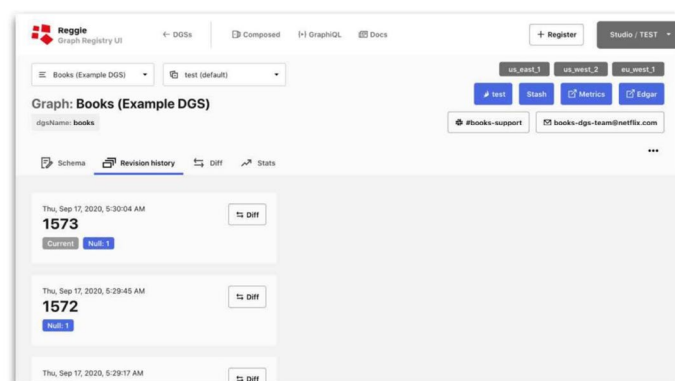 Reggie
Graph Registry UI
← DGSs
Composed
{+} GraphiQL
Docs
+ Register
Studio / TEST
Books (Example DGS)
test (default)
us_east_1
us_west_2
eu_west_1
Graph: Books (Example DGS)
test
Stash
Metrics
Edgar
dgsName: books
#books-support
books-dgs-team@netflix.com
Schema
Revision history
Diff
Stats
Thu, Sep 17, 2020, 5:30:04 AM
1573
Diff
Current
Null: 1
Thu, Sep 17, 2020, 5:29:45 AM
1572
Diff
Null: 1
Thu, Sep 17, 2020, 5:29:17 AM
Diff